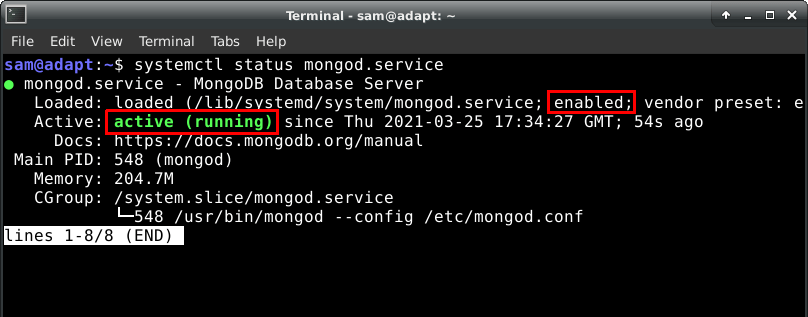 Terminal - sam@adapt: ~
File Edit View Terminal Tabs Help
sam@adapt:~$ systemctl status mongod.service
● mongod.service - MongoDB Database Server
Loaded: loaded (/lib/systemd/system/mongod.service; enabled; vendor preset: e
Active: active (running) since Thu 2021-03-25 17:34:27 GMT; 54s ago
Docs: https://docs.mongodb.org/manual
Main PID: 548 (mongod)
Memory: 204.7M
CGroup: /system.slice/mongod.service
└─548 /usr/bin/mongod --config /etc/mongod.conf
lines 1-8/8 (END)